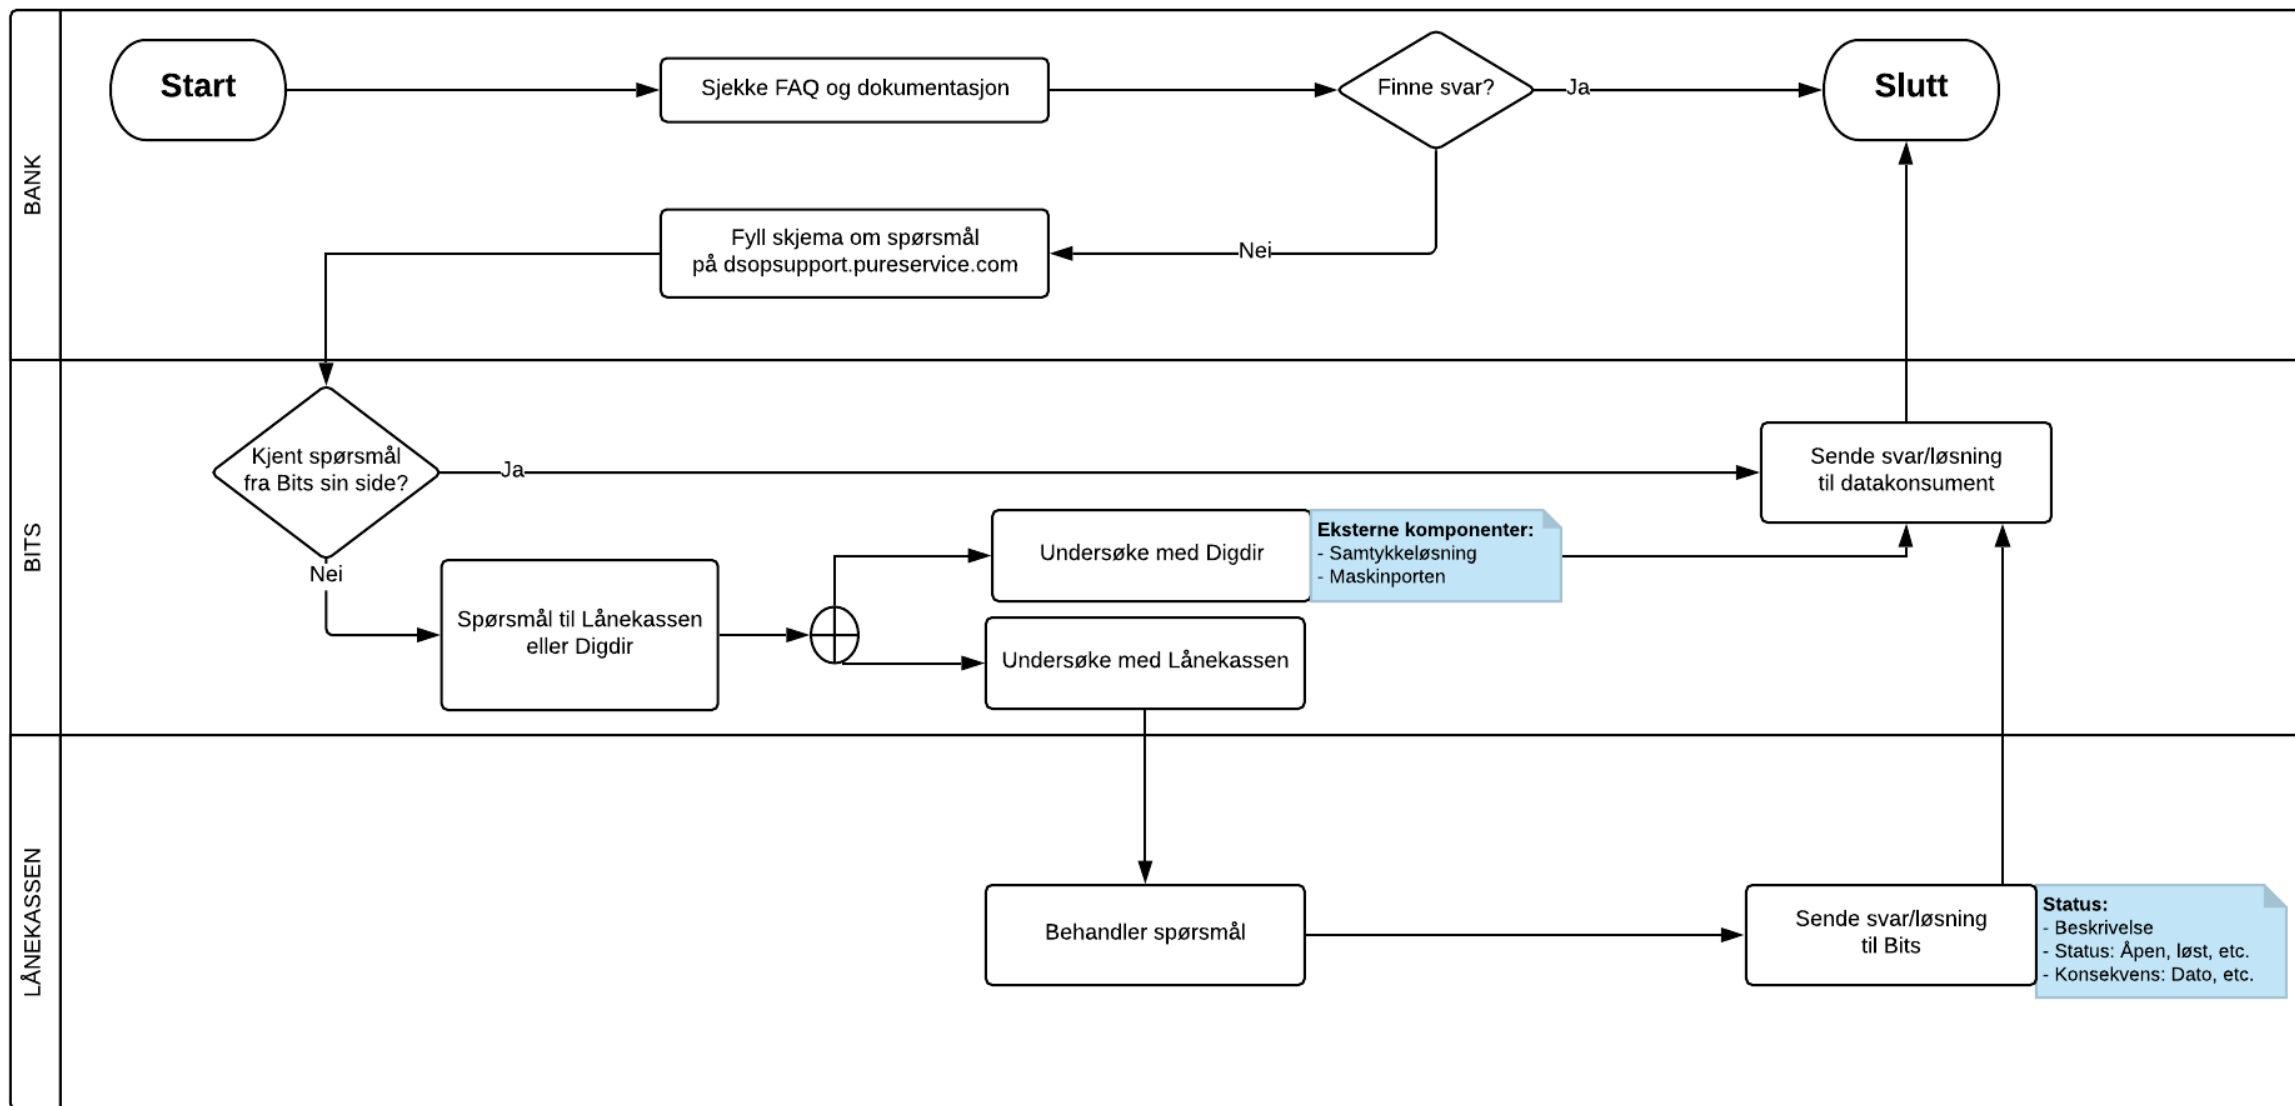 BANK
Start
Sjekke FAQ og dokumentasjon
Finne svar?
Ja
Slutt
Fyll skjema om spørsmål
på dsopsupport.pureservice.com
Nei
BITS
Kjent spørsmål
fra Bits sin side?
Ja
Sende svar/løsning
til datakonsument
Nei
Spørsmål til Lånekassen
eller Digdir
Undersøke med Digdir
Eksterne komponenter:
- Samtykkeløsning
- Maskinporten
Undersøke med Lånekassen
LÅNEKASSEN
Behandler spørsmål
Sende svar/løsning
til Bits
Status:
- Beskrivelse
- Status: Åpen, løst, etc.
- Konsekvens: Dato, etc.